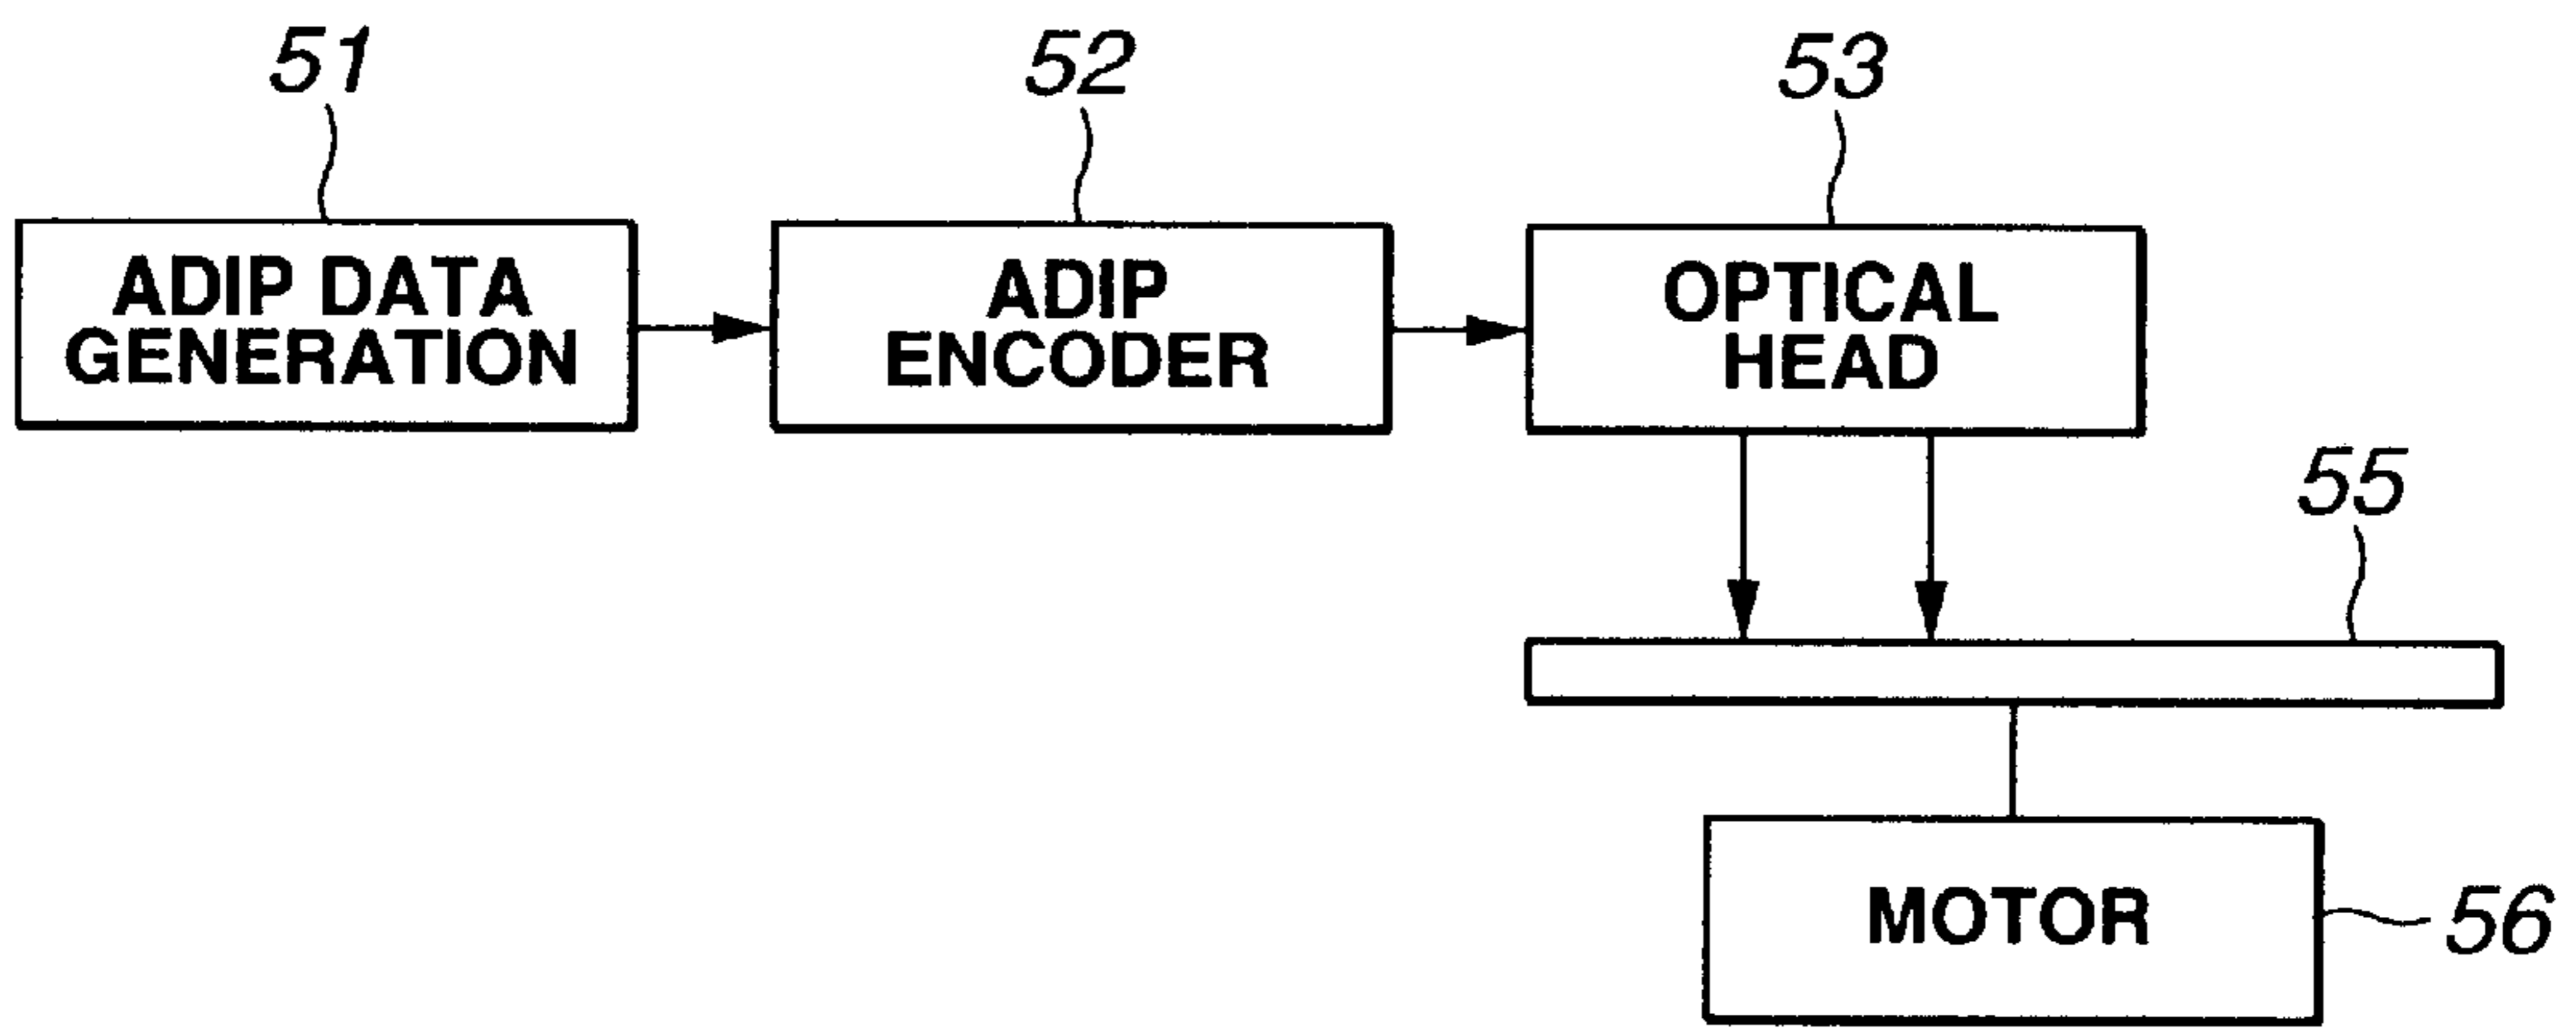 51
52
53
ADIP DATA
GENERATION
ADIP
ENCODER
OPTICAL
HEAD
55
MOTOR
56